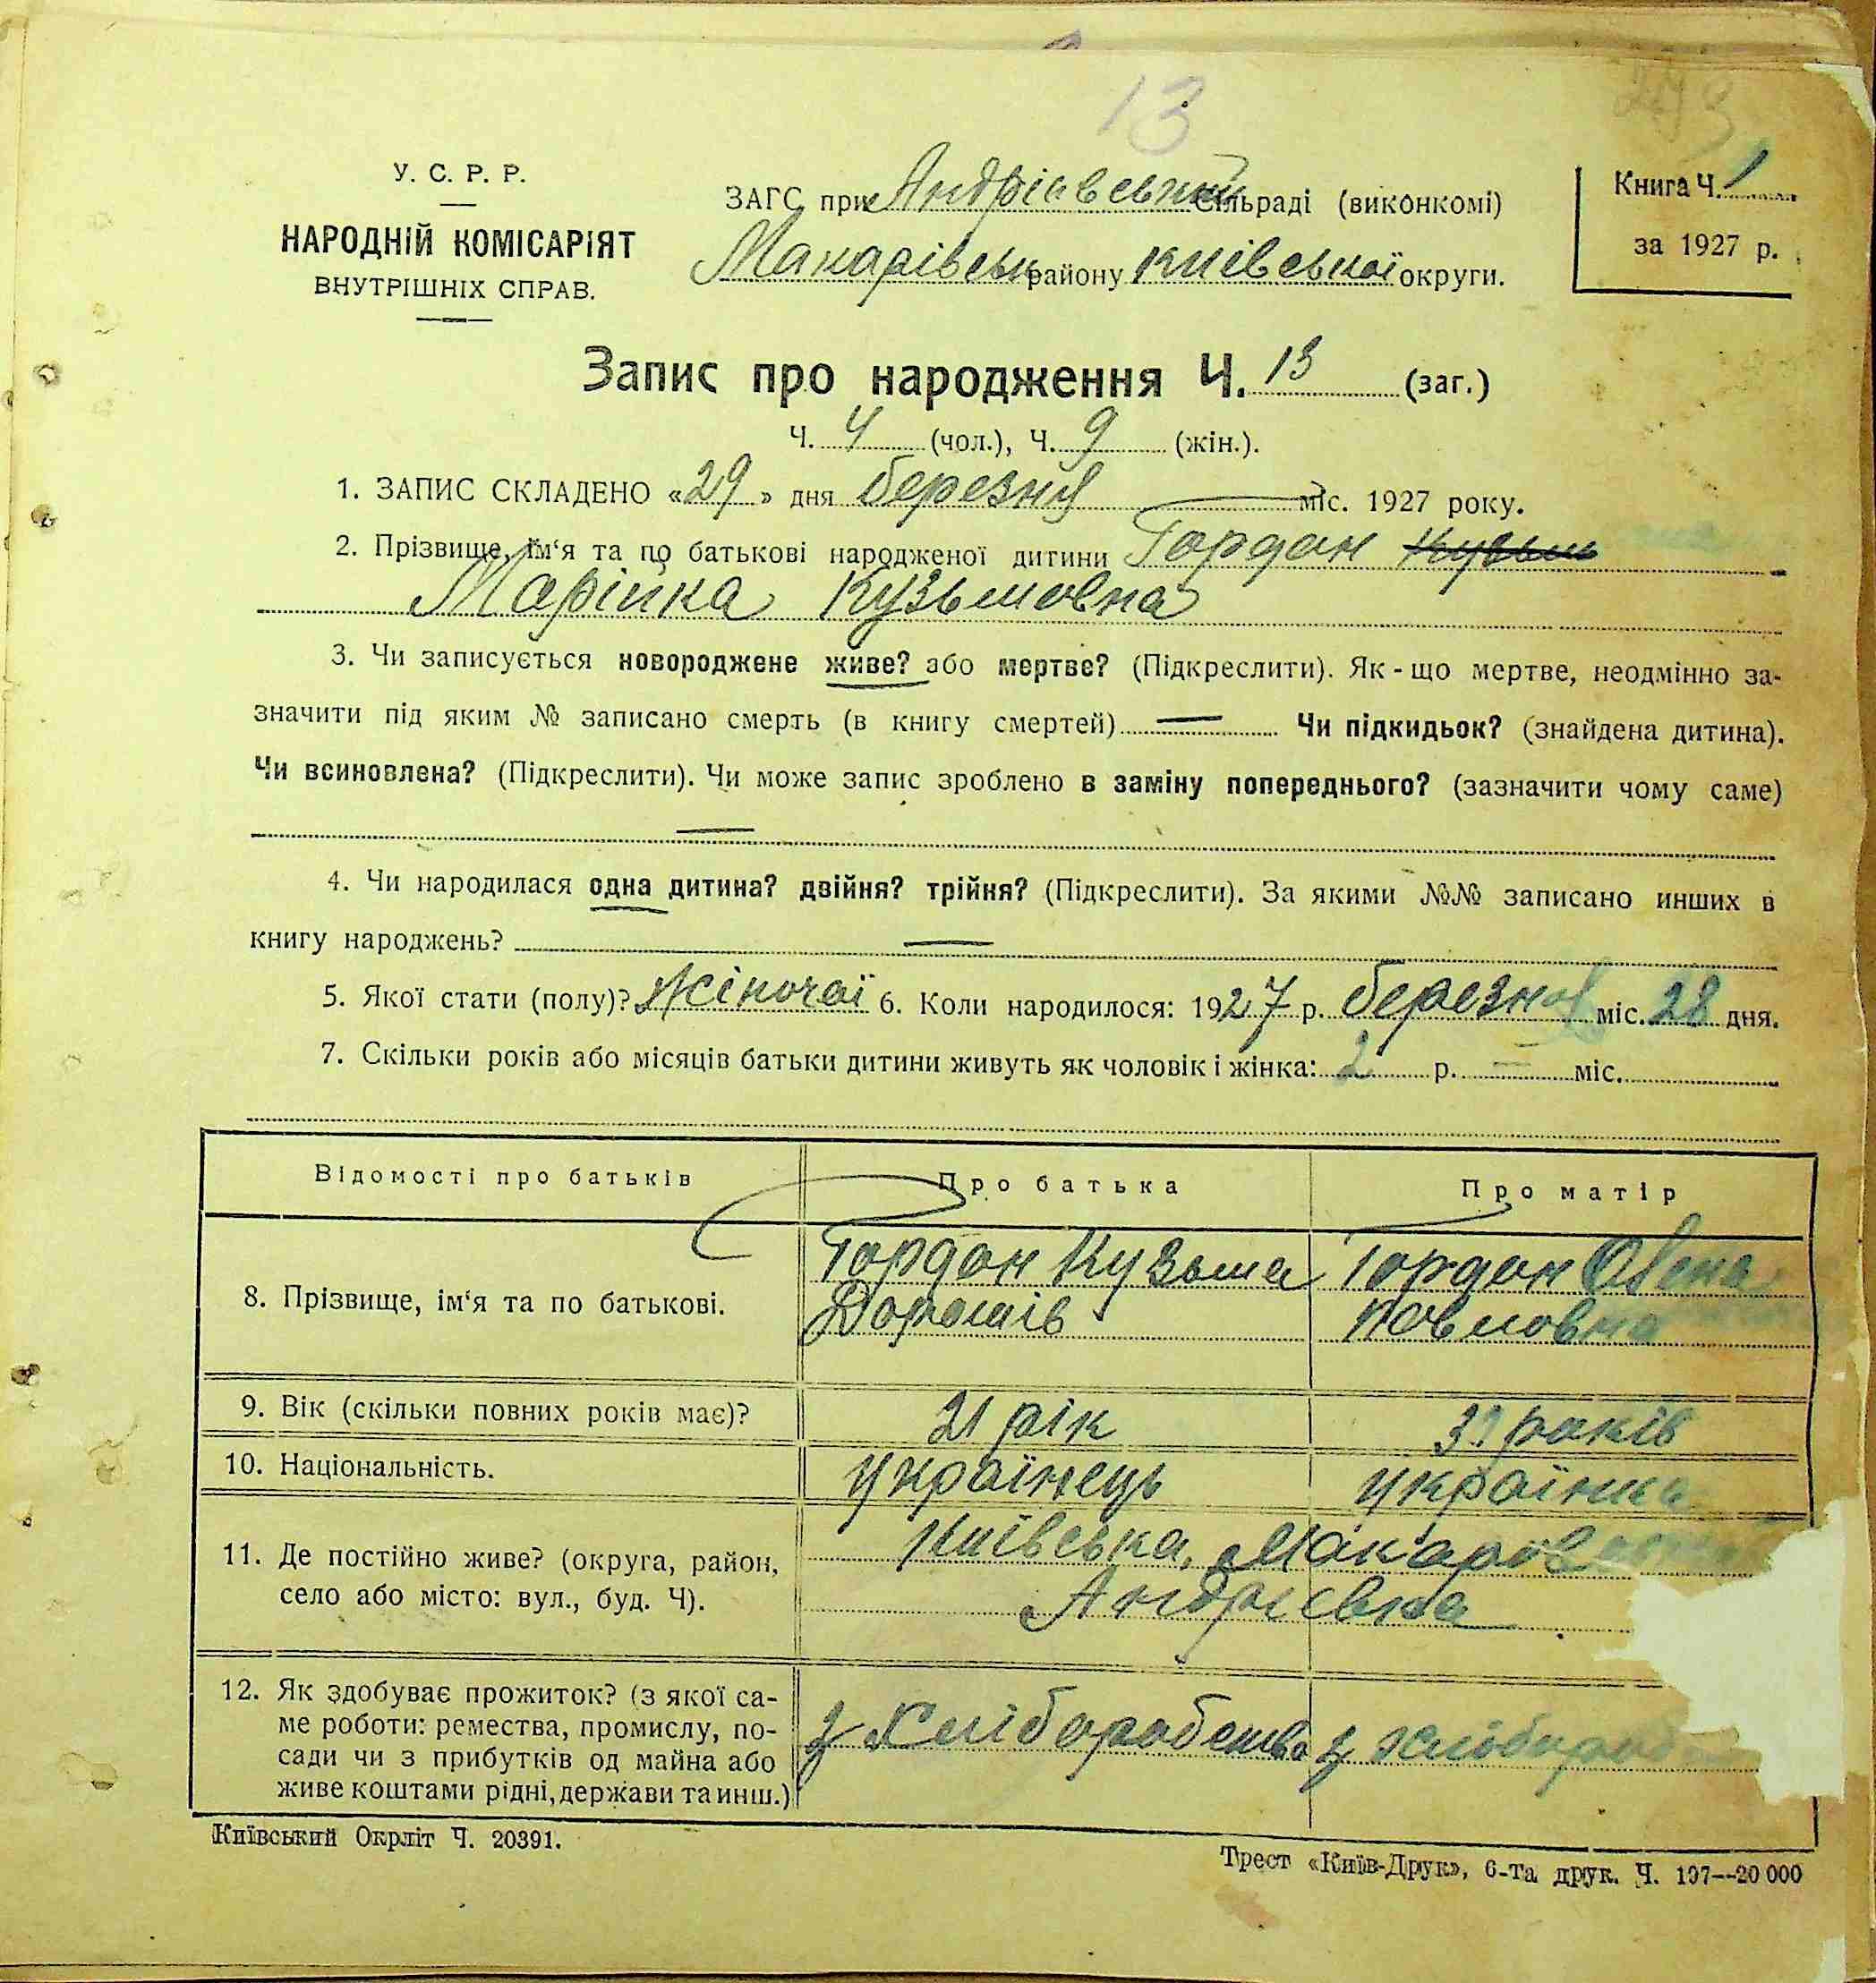 13
У. С. Р. Р.
НАРОДНІЙ КОМІСАРІЯТ
ВНУТРІШНІХ СПРАВ.
ЗАГС при Андріівський сільраді (виконкомі)
Макарівськ району Київської округи.
Книга Ч. 1
за 1927 р.
Запис про народження Ч. 13 (заг.)
Ч. 4 (чол.), Ч. 9 (жін.).
1. ЗАПИС СКЛАДЕНО «29» дня березня міс. 1927 року.
2. Прізвище, їм‘я та по батькові народженої дитини Гордан
Марійка Кузьмовна
3. Чи записується новороджене живе? або мертве? (Підкреслити). Як-що мертве, неодмінно за-
значити під яким № записано смерть (в книгу смертей) — Чи підкидьок? (знайдена дитина).
Чи всиновлена? (Підкреслити). Чи може запис зроблено в заміну попереднього? (зазначити чому саме)
—
4. Чи народилася одна дитина? двійня? трійня? (Підкреслити). За якими №№ записано инших в
книгу народжень? —
5. Якої стати (полу)? Жіночої 6. Коли народилося: 1927 р. березня міс. 28 дня.
7. Скільки років або місяців батьки дитини живуть як чоловік і жінка: 2 р. — міс.
Відомості про батьків Про батька Про матір
8. Прізвище, ім‘я та по батькові. Гордан Кузьма Гордан
9. Вік (скільки повних років має)? 21 рік років
10. Національність. Українець українка
11. Де постійно живе? (округа, район, Київська,
село або місто: вул., буд. Ч). Андрієвка
12. Як здобуває прожиток? (з якої са-
ме роботи: ремества, промислу, по- з Хліборобства з
сади чи з прибутків од майна або
живе коштами рідні, держави та инш.)
Київський Окрліт Ч. 20391.
Трест «Київ-Друк», 6-та друк. Ч. 197--20 000